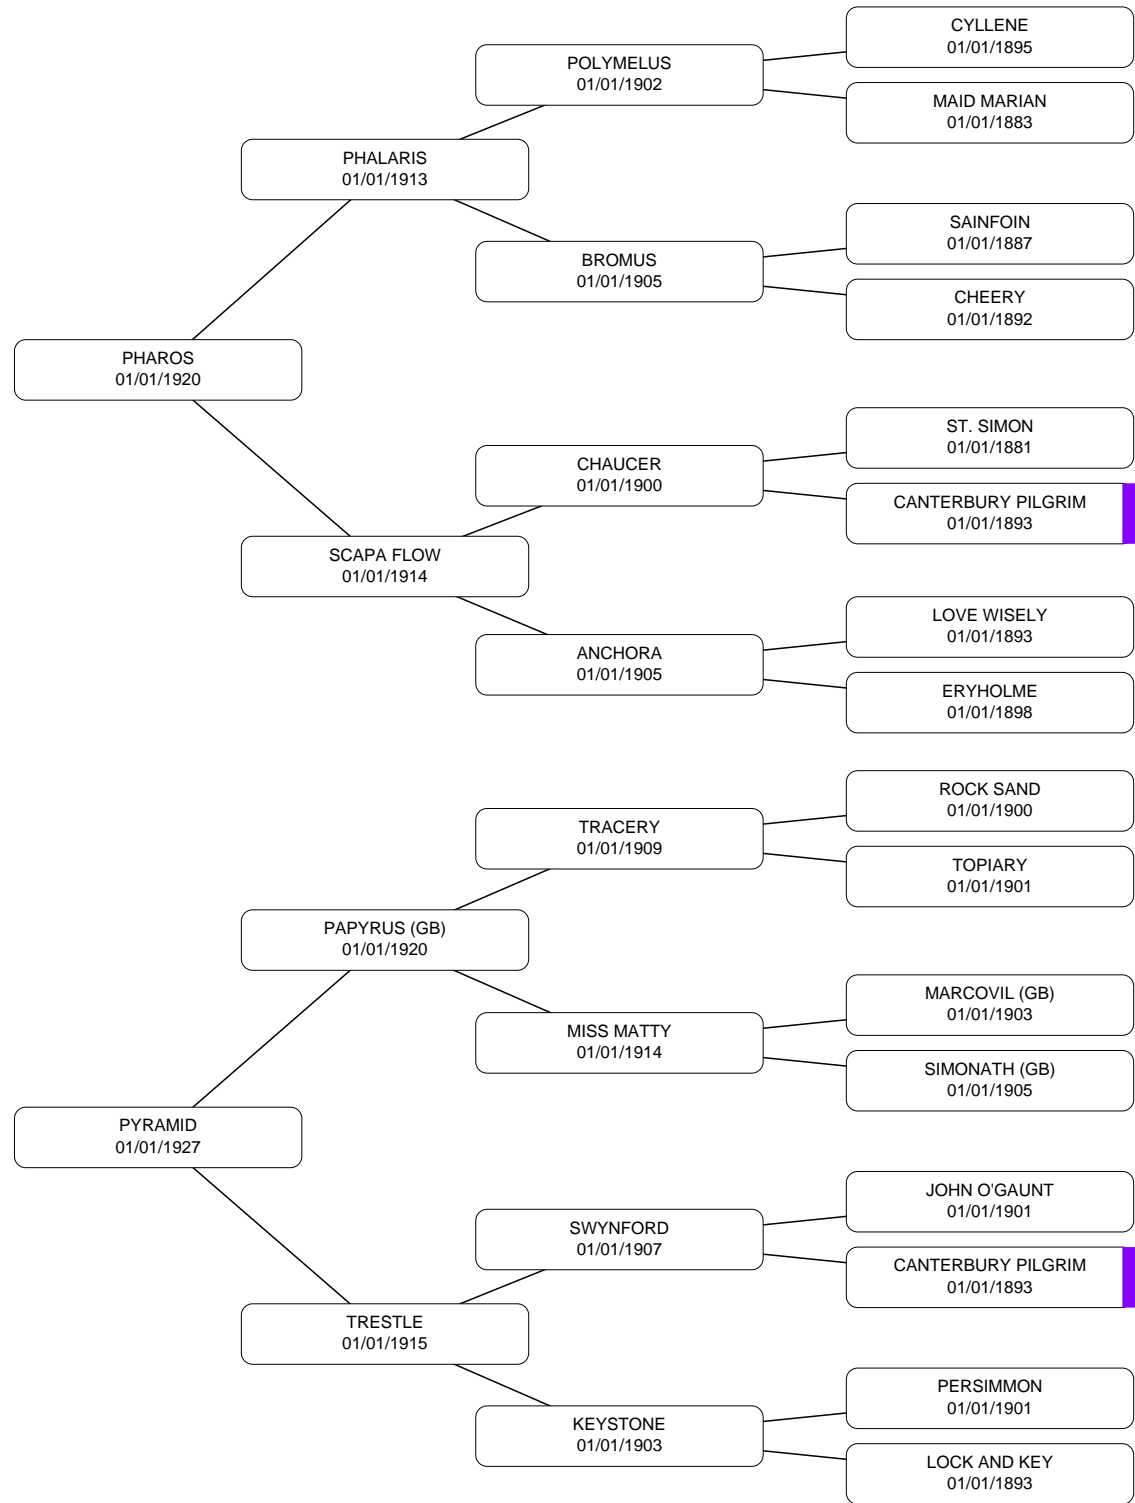 CYLLENE
01/01/1895
POLYMELUS
01/01/1902
MAID MARIAN
01/01/1883
PHALARIS
01/01/1913
SAINFOIN
01/01/1887
BROMUS
01/01/1905
CHEERY
01/01/1892
PHAROS
01/01/1920
ST. SIMON
01/01/1881
CHAUCER
01/01/1900
CANTERBURY PILGRIM
01/01/1893
SCAPA FLOW
01/01/1914
LOVE WISELY
01/01/1893
ANCHORA
01/01/1905
ERYHOLME
01/01/1898
ROCK SAND
01/01/1900
TRACERY
01/01/1909
TOPIARY
01/01/1901
PAPYRUS (GB)
01/01/1920
MARCOVIL (GB)
01/01/1903
MISS MATTY
01/01/1914
SIMONATH (GB)
01/01/1905
PYRAMID
01/01/1927
JOHN O'GAUNT
01/01/1901
SWYNFORD
01/01/1907
CANTERBURY PILGRIM
01/01/1893
TRESTLE
01/01/1915
PERSIMMON
01/01/1901
KEYSTONE
01/01/1903
LOCK AND KEY
01/01/1893